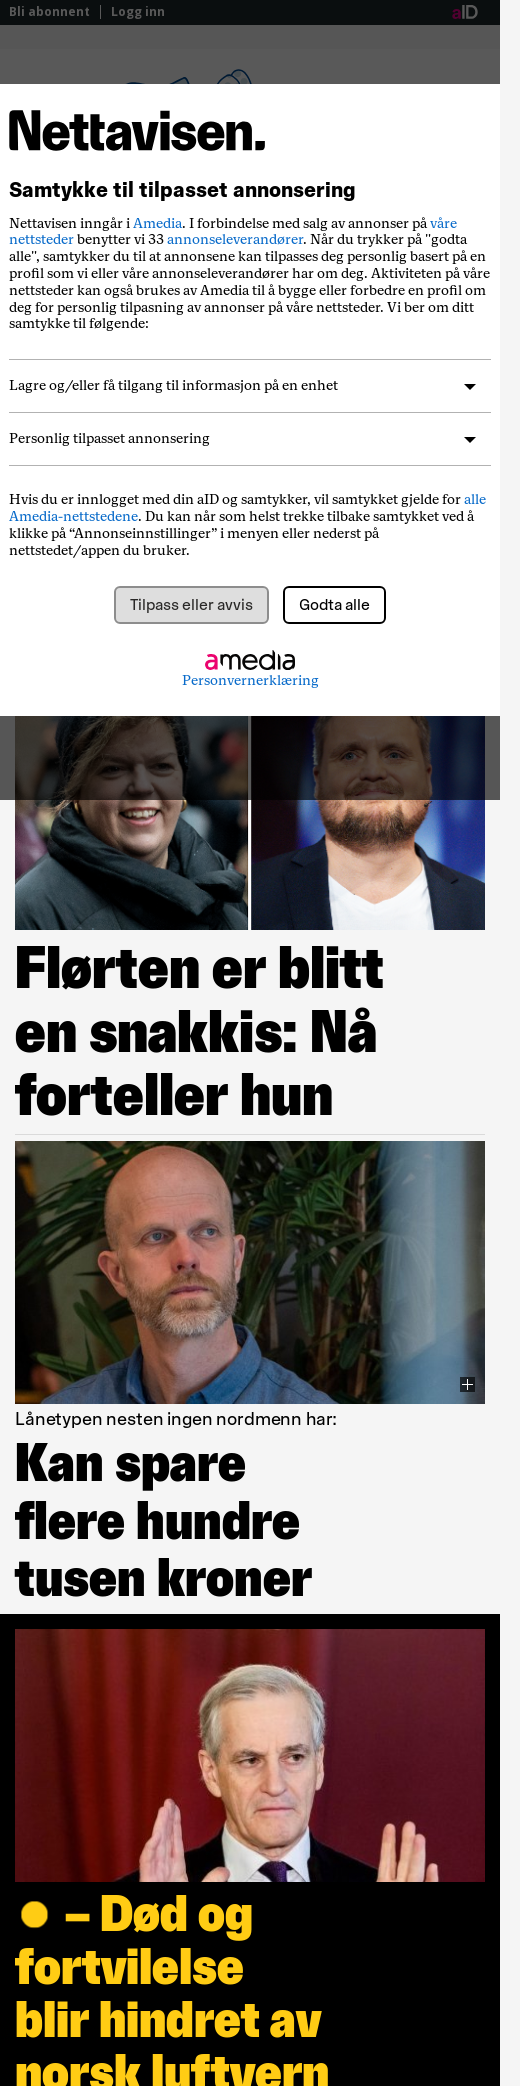 Bli abonnent | Logg inn
aID
Nettavisen.
Samtykke til tilpasset annonsering
Nettavisen inngår i Amedia. I forbindelse med salg av annonser på våre
nettsteder benytter vi 33 annonseleverandører. Når du trykker på "godta
alle", samtykker du til at annonsene kan tilpasses deg personlig basert på en
profil som vi eller våre annonseleverandører har om deg. Aktiviteten på våre
nettsteder kan også brukes av Amedia til å bygge eller forbedre en profil om
deg for personlig tilpasning av annonser på våre nettsteder. Vi ber om ditt
samtykke til følgende:
Lagre og/eller få tilgang til informasjon på en enhet
Personlig tilpasset annonsering
Hvis du er innlogget med din aID og samtykker, vil samtykket gjelde for alle
Amedia-nettstedene. Du kan når som helst trekke tilbake samtykket ved å
klikke på “Annonseinnstillinger” i menyen eller nederst på
nettstedet/appen du bruker.
Tilpass eller avvis
Godta alle
amedia
Personvernerklæring
Flørten er blitt
en snakkis: Nå
forteller hun
Lånetypen nesten ingen nordmenn har:
Kan spare
flere hundre
tusen kroner
– Død og
fortvilelse
blir hindret av
norsk luftvern